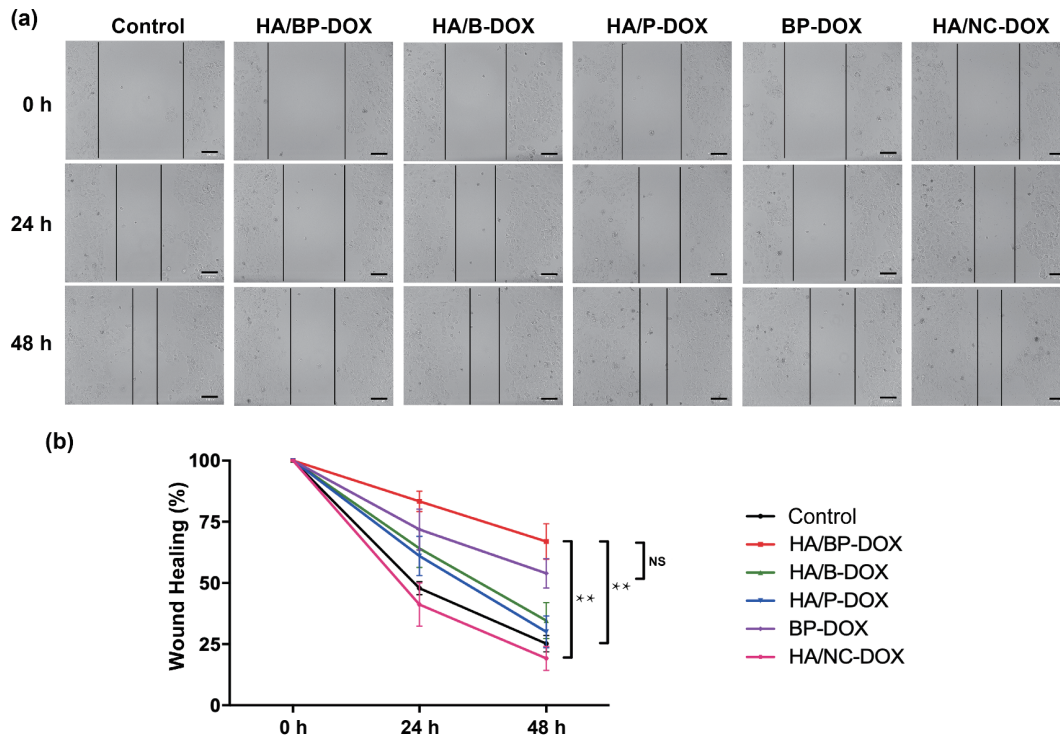 (a)
Control HA/BP-DOX HA/B-DOX HA/P-DOX BP-DOX HA/NC-DOX
0 h
24 h
48 h
(b)
Wound Healing (%)
100
75
50
25
0
0 h 24 h 48 h
**
**
NS
Control
HA/BP-DOX
HA/B-DOX
HA/P-DOX
BP-DOX
HA/NC-DOX